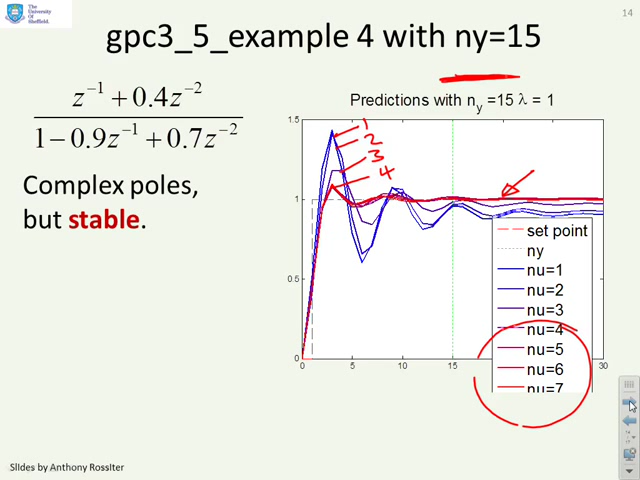 The
University
Of
Sheffield.
14
gpc3_5_example 4 with ny=15
z⁻¹ + 0.4z⁻²
1 − 0.9z⁻¹ + 0.7z⁻²
Complex poles,
but stable.
Predictions with n_y =15 λ = 1
1.5
1
0.5
0
0 5 10 15 30
1
2
3
4
set point
ny
nu=1
nu=2
nu=3
nu=4
nu=5
nu=6
nu=7
Slides by Anthony Rossiter